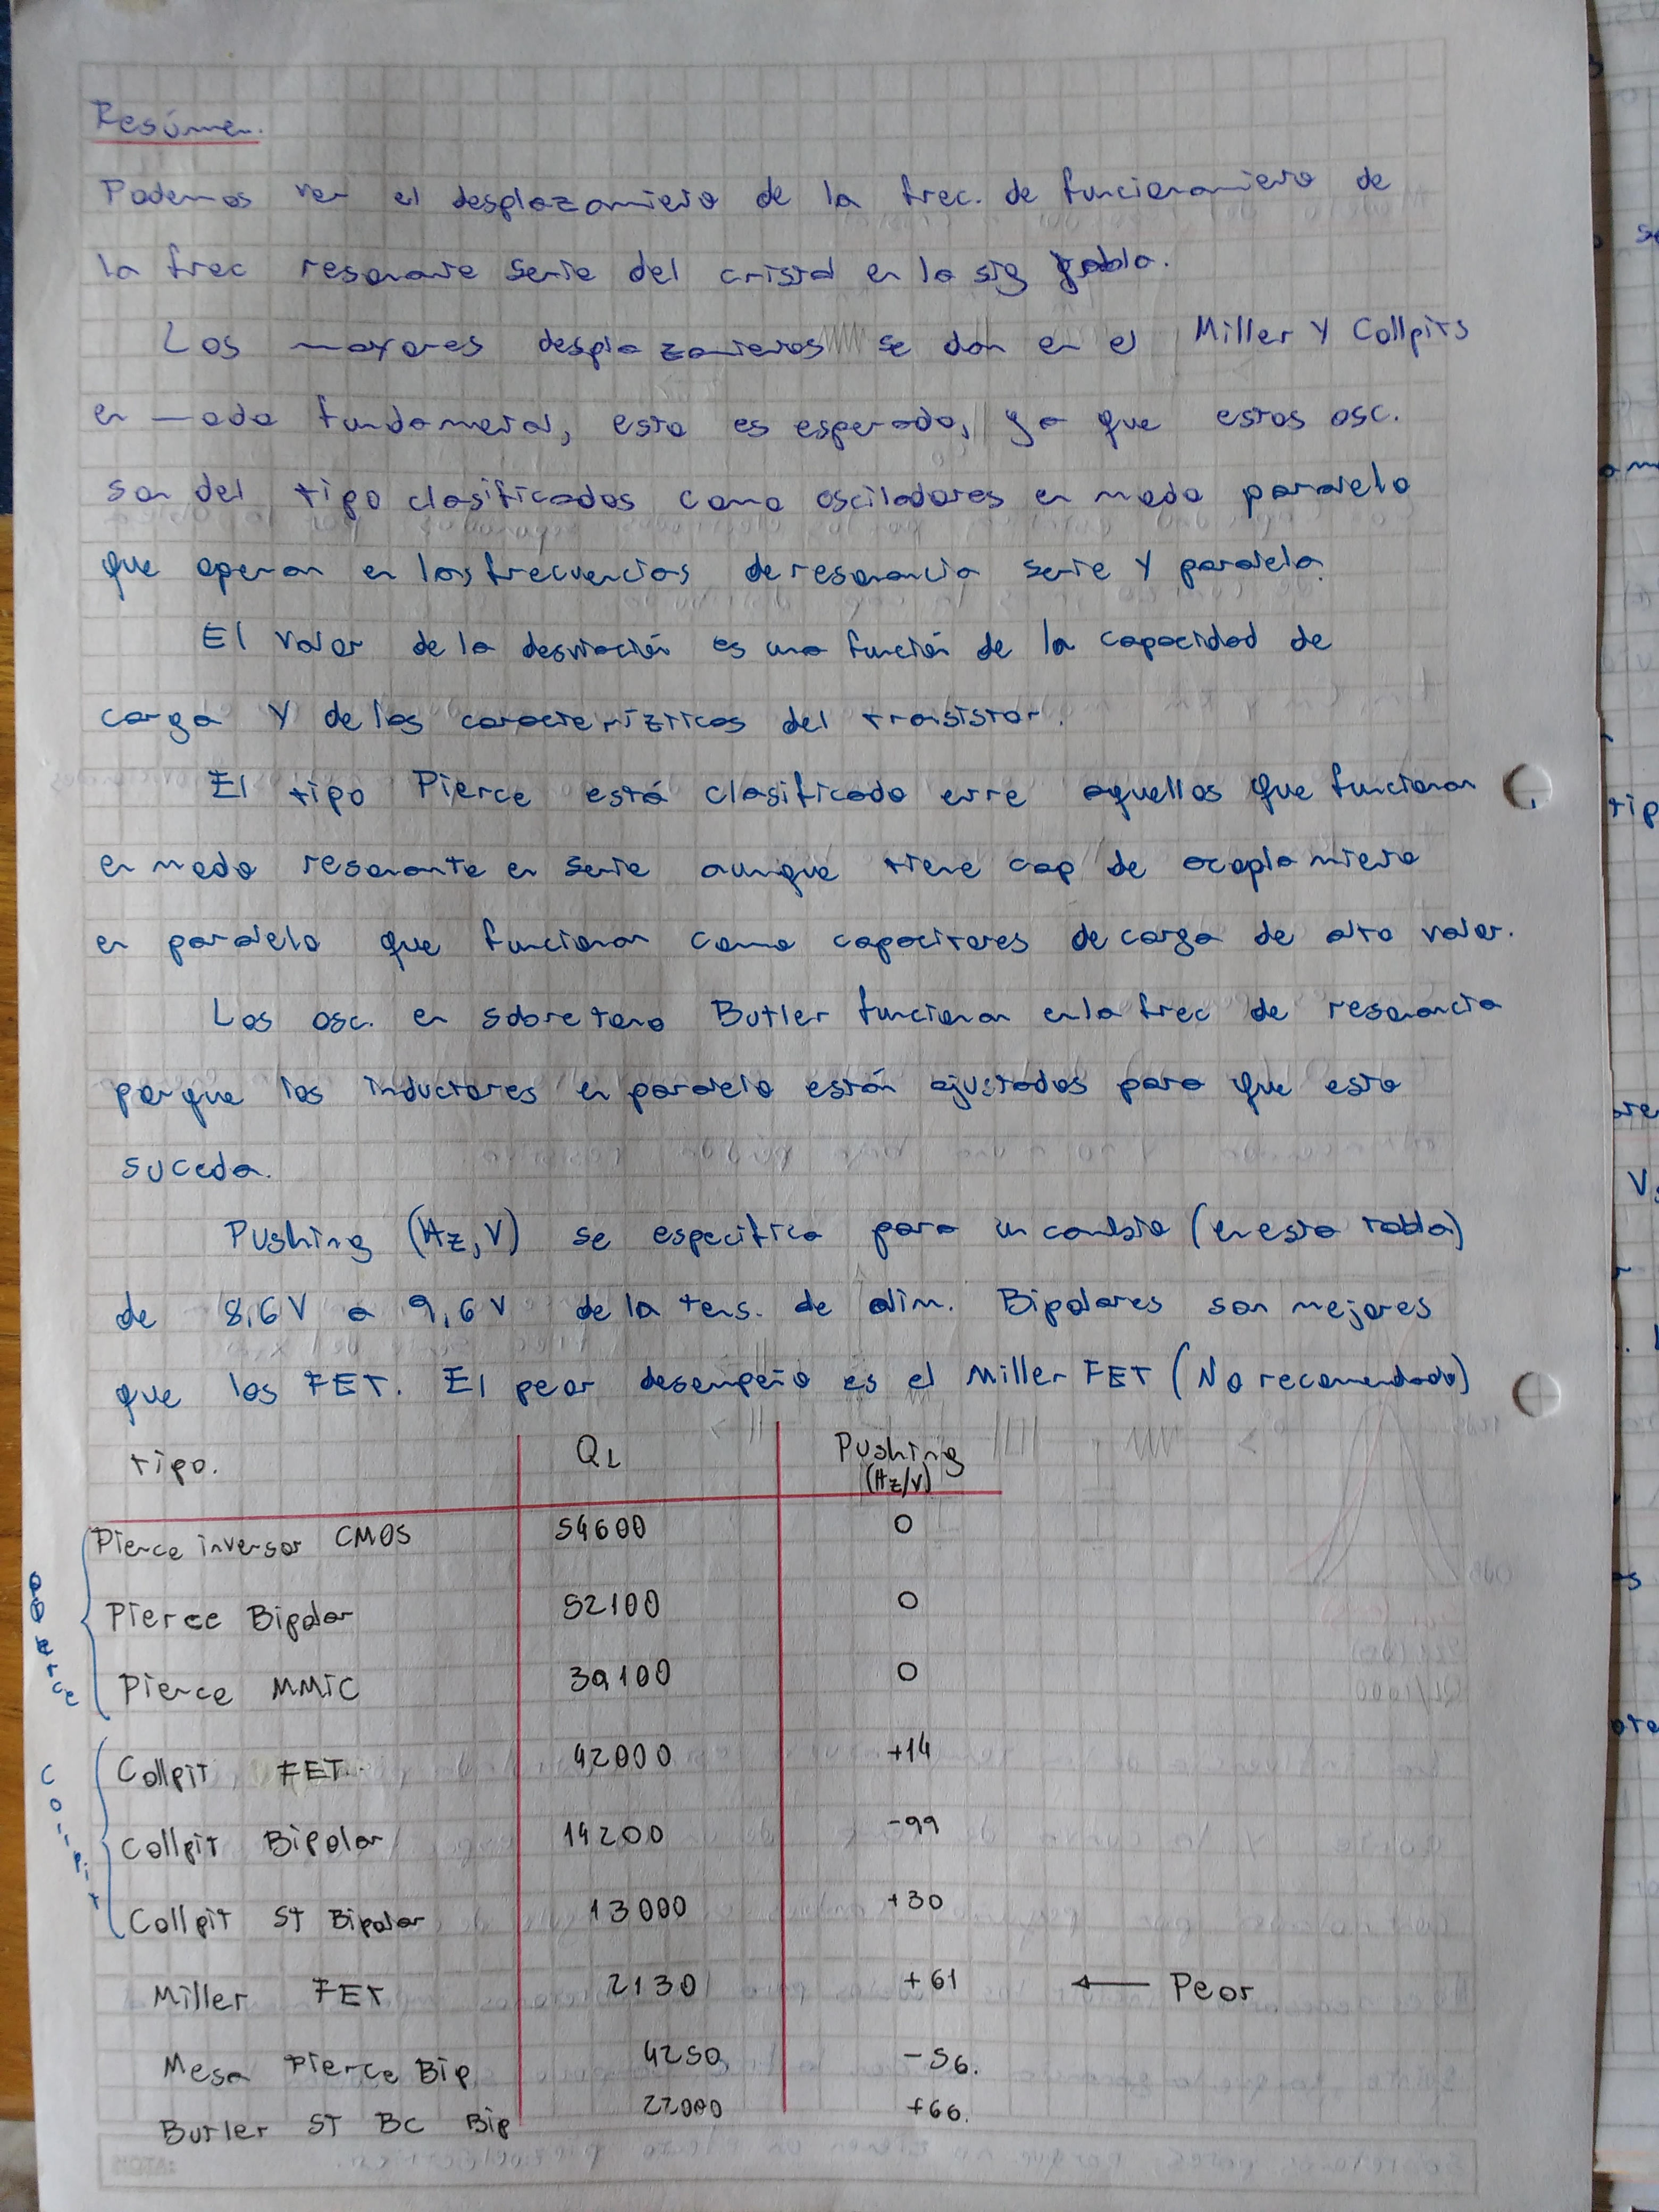 Resúmen.
Podemos ver el desplazamiento de la frec. de funcionamiento de
la frec resonante serie del cristal en la sig tabla.
Los mayores desplazamientos se dan en el Miller y Collpits
en modo fundamental, esto es esperado, ya que estos osc.
son del tipo clasificados como osciladores en modo paralelo
que operan en las frecuencias de resonancia serie y paralela.
El valor de la desviación es una función de la capacidad de
carga y de las caracterízticas del transistor.
El tipo Pierce está clasificado entre aquellos que funcionan
en modo resonante en serie aunque tiene cap de acoplamiento
en paralelo que funcionan como capacitores de carga de alto valor.
Los osc. en sobretono Butler funcionan en la frec de resonancia
porque los inductores en paralelo están ajustados para que esto
suceda.
Pushing (Hz, V) se especifica para un cambio (en esta tabla)
de 8,6 V a 9,6 V de la tens. de alim. Bipolares son mejores
que los FET. El peor desempeño es el Miller FET (No recomendado)
Tipo. QL Pushing
(Hz/V)
Pierce inversor CMOS 54600 0
Pierce Bipolar 52100 0
Pierce MMIC 39100 0
Collpit FET 42000 +14
Collpit Bipolar 14200 -99
Collpit ST Bipolar 13000 +30
Miller FET 2130 +61 ← Peor
Mesa Pierce Bip 4250 -56.
Butler ST BC Bip 22000 +66.
Collpit